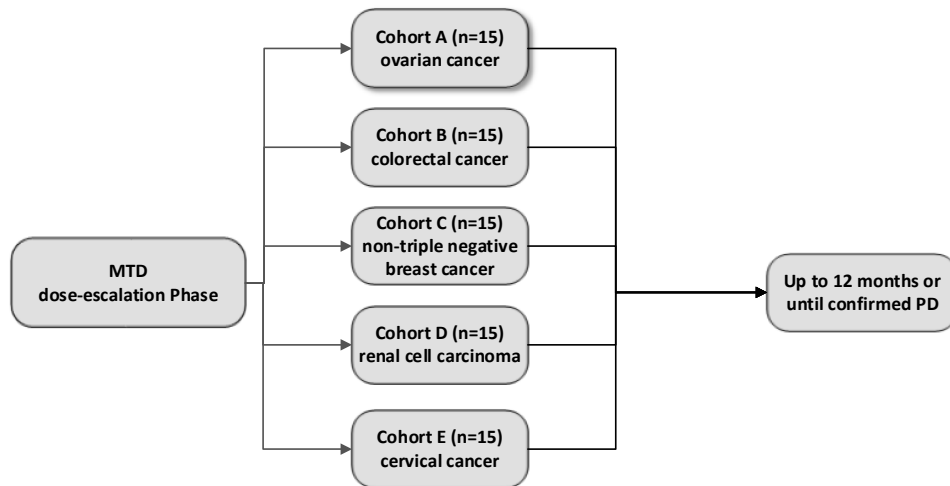 Cohort A (n=15)
ovarian cancer
Cohort B (n=15)
colorectal cancer
Cohort C (n=15)
non-triple negative
breast cancer
MTD
dose-escalation Phase
Up to 12 months or
until confirmed PD
Cohort D (n=15)
renal cell carcinoma
Cohort E (n=15)
cervical cancer